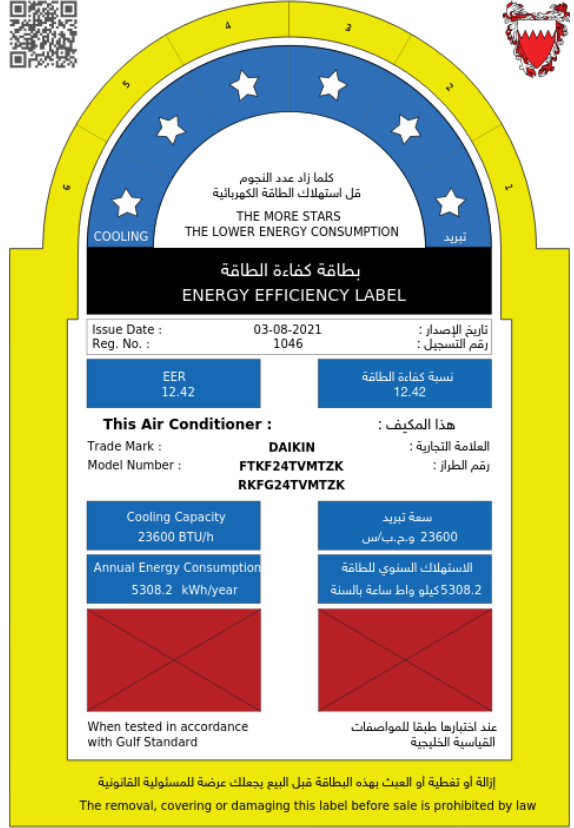 4
3
5
2
6
1
كلما زاد عدد النجوم
قل استهلاك الطاقة الكهربائية
THE MORE STARS
THE LOWER ENERGY CONSUMPTION
COOLING
تبريد
بطاقة كفاءة الطاقة
ENERGY EFFICIENCY LABEL
Issue Date : 03-08-2021 تاريخ الإصدار :
Reg. No. : 1046 رقم التسجيل :
EER
12.42
نسبة كفاءة الطاقة
12.42
This Air Conditioner : هذا المكيف :
Trade Mark : DAIKIN العلامة التجارية :
Model Number : FTKF24TVMTZK رقم الطراز :
RKFG24TVMTZK
Cooling Capacity
23600 BTU/h
سعة تبريد
23600 و.ح.ب/س
Annual Energy Consumption
5308.2 kWh/year
الاستهلاك السنوي للطاقة
5308.2 كيلو واط ساعة بالسنة
When tested in accordance
with Gulf Standard
عند اختبارها طبقا للمواصفات
القياسية الخليجية
إزالة أو تغطية أو العبث بهذه البطاقة قبل البيع يجعلك عرضة للمسئولية القانونية
The removal, covering or damaging this label before sale is prohibited by law